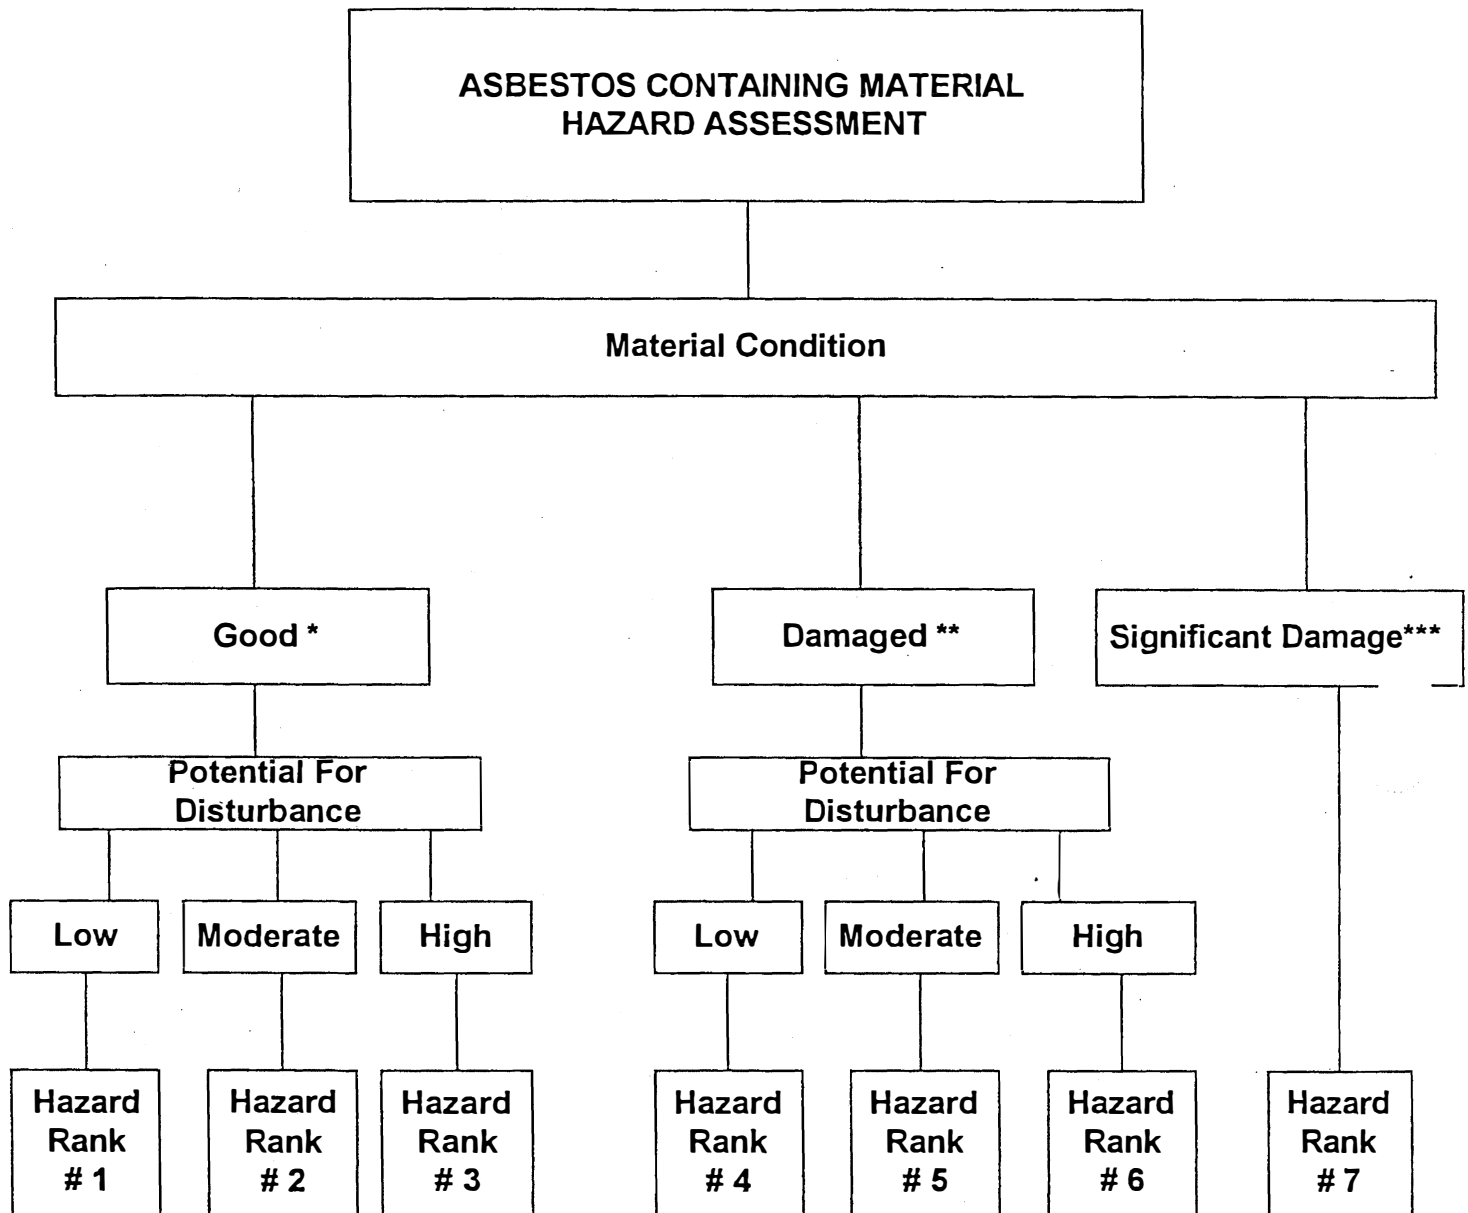 ASBESTOS CONTAINING MATERIAL
HAZARD ASSESSMENT
Material Condition
Good *
Damaged **
Significant Damage***
Potential For
Disturbance
Potential For
Disturbance
Low
Moderate
High
Low
Moderate
High
Hazard
Rank
# 1
Hazard
Rank
# 2
Hazard
Rank
# 3
Hazard
Rank
# 4
Hazard
Rank
# 5
Hazard
Rank
# 6
Hazard
Rank
# 7